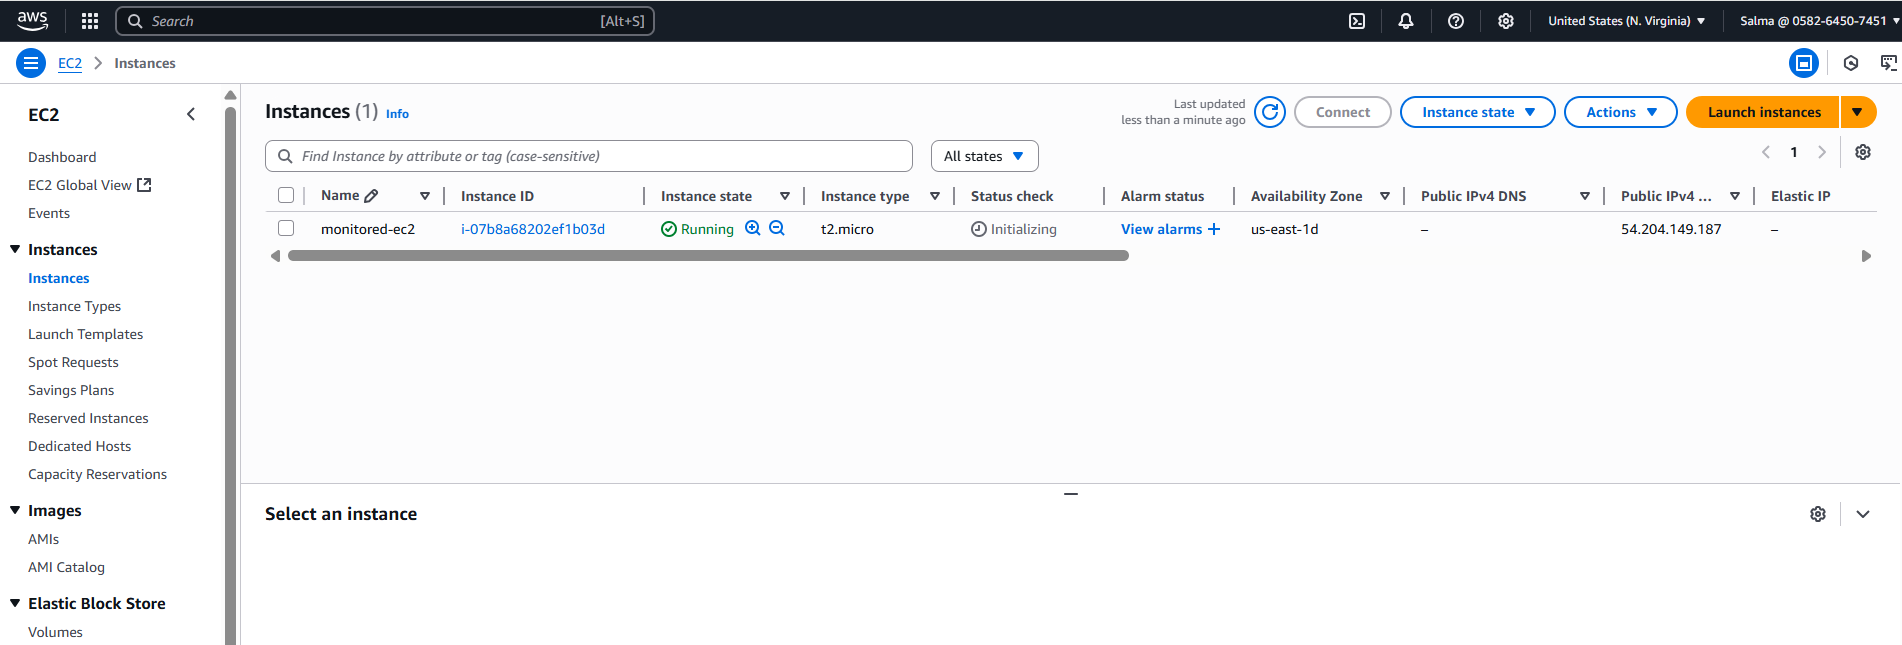 aws
Search [Alt+S] United States (N. Virginia) Salma @ 0582-6450-7451
EC2 Instances
EC2
Dashboard
EC2 Global View
Events
Instances
Instances
Instance Types
Launch Templates
Spot Requests
Savings Plans
Reserved Instances
Dedicated Hosts
Capacity Reservations
Images
AMIs
AMI Catalog
Elastic Block Store
Volumes
Instances (1) Info
Last updated
less than a minute ago
Connect Instance state Actions Launch instances
Find Instance by attribute or tag (case-sensitive) All states 1
Name Instance ID Instance state Instance type Status check Alarm status Availability Zone Public IPv4 DNS Public IPv4 ... Elastic IP
monitored-ec2 i-07b8a68202ef1b03d Running t2.micro Initializing View alarms + us-east-1d – 54.204.149.187 –
Select an instance